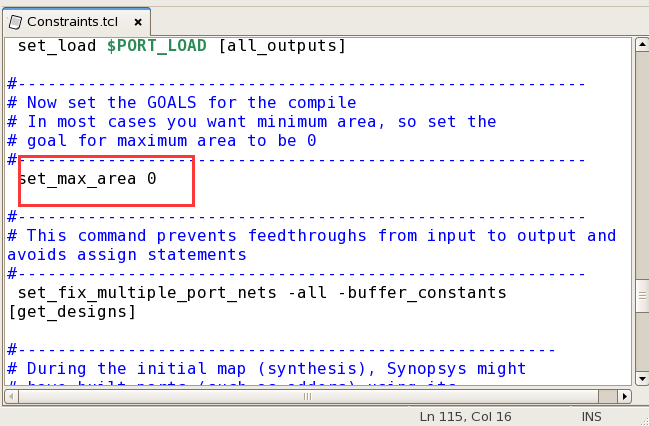 Constraints.tcl
set_load $PORT_LOAD [all_outputs]
#---------------------------------------------------------
# Now set the GOALS for the compile
# In most cases you want minimum area, so set the
# goal for maximum area to be 0
#---------------------------------------------------------
set_max_area 0
#---------------------------------------------------------
# This command prevents feedthroughs from input to output and
avoids assign statements
#---------------------------------------------------------
set_fix_multiple_port_nets -all -buffer_constants
[get_designs]
#------------------------------------------------------
# During the initial map (synthesis), Synopsys might
# have built parts (such as adders) using its
Ln 115, Col 16
INS